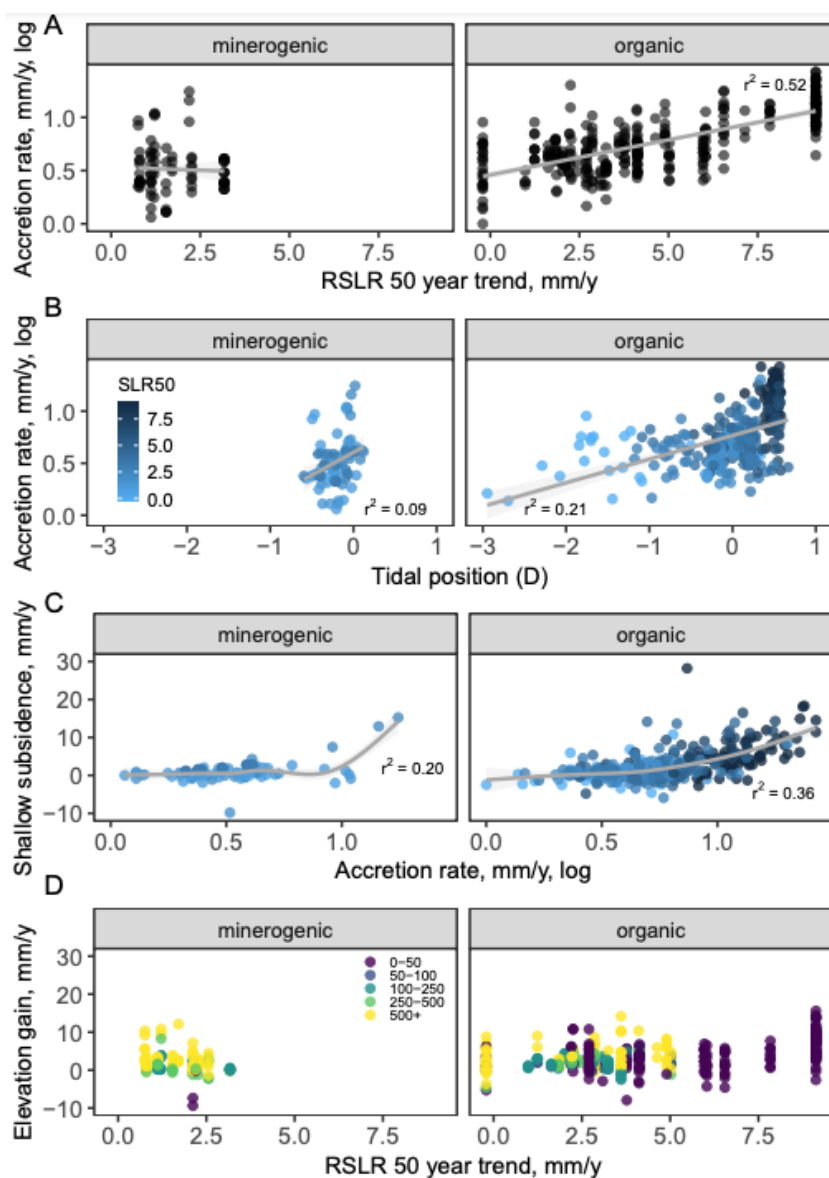 A
minerogenic organic
Accretion rate, mm/y, log
r² = 0.52
1.0
0.5
0.0
0.0 2.5 5.0 7.5 0.0 2.5 5.0 7.5
RSLR 50 year trend, mm/y
B
minerogenic organic
Accretion rate, mm/y, log
SLR50
7.5
5.0
2.5
0.0
1.0
0.5
0.0
r² = 0.09 r² = 0.21
−3 −2 −1 0 1 −3 −2 −1 0 1
Tidal position (D)
C
minerogenic organic
Shallow subsidence, mm/y
30
20
10
0
−10
r² = 0.20 r² = 0.36
0.0 0.5 1.0 0.0 0.5 1.0
Accretion rate, mm/y, log
D
minerogenic organic
Elevation gain, mm/y
0−50
50−100
100−250
250−500
500+
30
20
10
0
−10
0.0 2.5 5.0 7.5 0.0 2.5 5.0 7.5
RSLR 50 year trend, mm/y